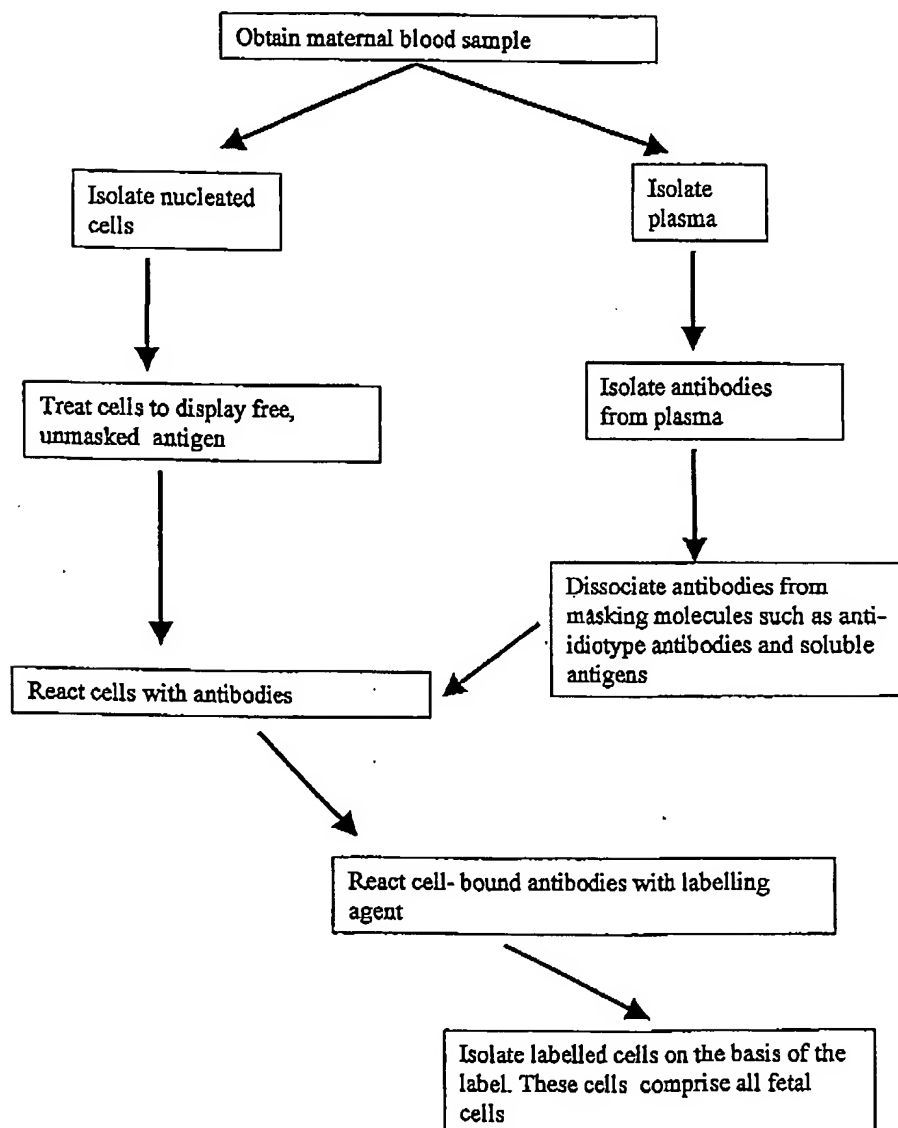 Obtain maternal blood sample
Isolate nucleated
cells
Isolate
plasma
Treat cells to display free,
unmasked antigen
Isolate antibodies
from plasma
Dissociate antibodies from
masking molecules such as anti-
idiotype antibodies and soluble
antigens
React cells with antibodies
React cell- bound antibodies with labelling
agent
Isolate labelled cells on the basis of the
label. These cells comprise all fetal
cells